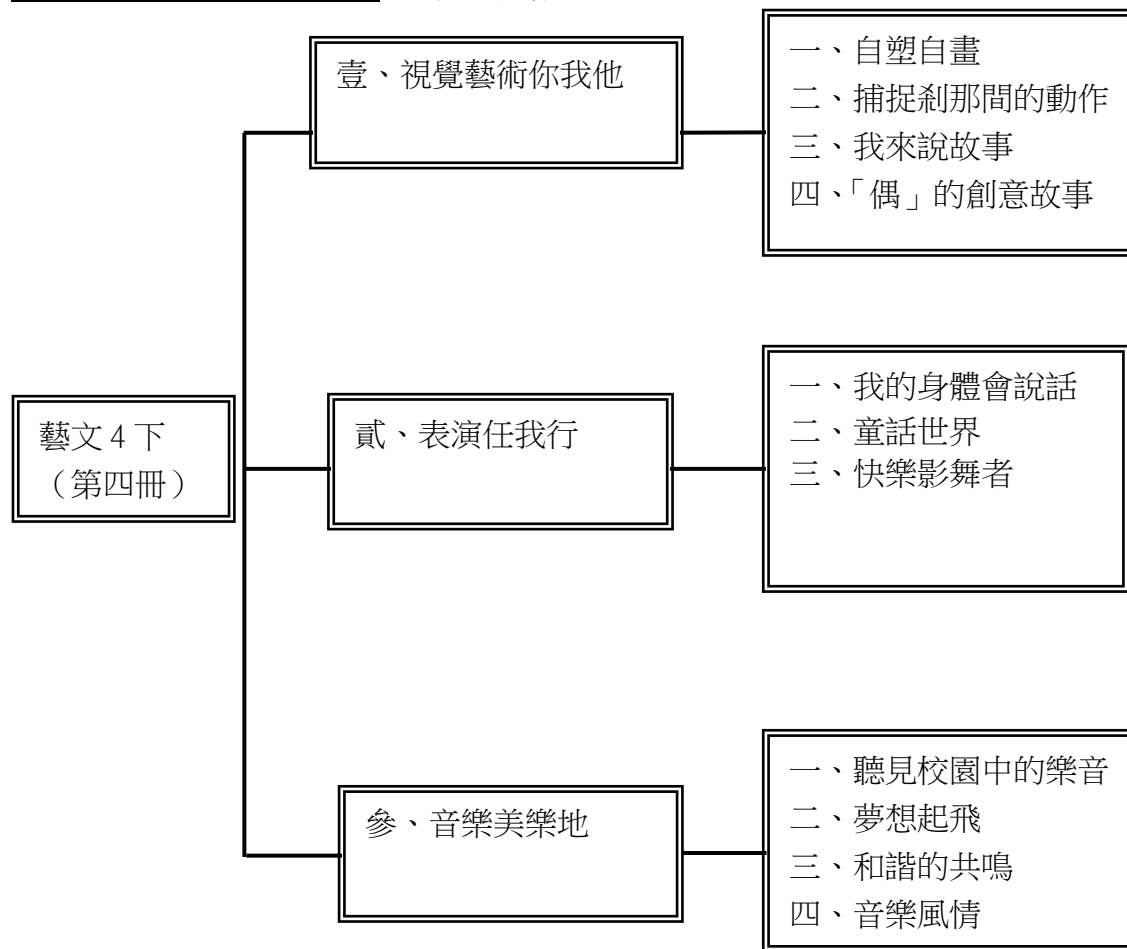 壹、視覺藝術你我他
一、自塑自畫
二、捕捉剎那間的動作
三、我來說故事
四、「偶」的創意故事
藝文 4 下
（第四冊）
貳、表演任我行
一、我的身體會說話
二、童話世界
三、快樂影舞者
參、音樂美樂地
一、聽見校園中的樂音
二、夢想起飛
三、和諧的共鳴
四、音樂風情